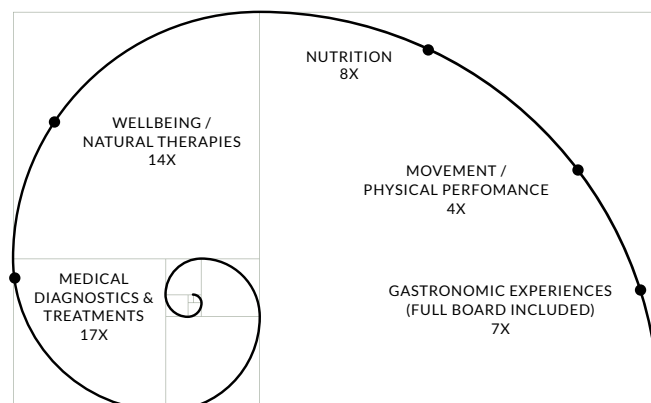 NUTRITION
8X
WELLBEING /
NATURAL THERAPIES
14X
MOVEMENT /
PHYSICAL PERFOMANCE
4X
MEDICAL
DIAGNOSTICS &
TREATMENTS
17X
GASTRONOMIC EXPERIENCES
(FULL BOARD INCLUDED)
7X